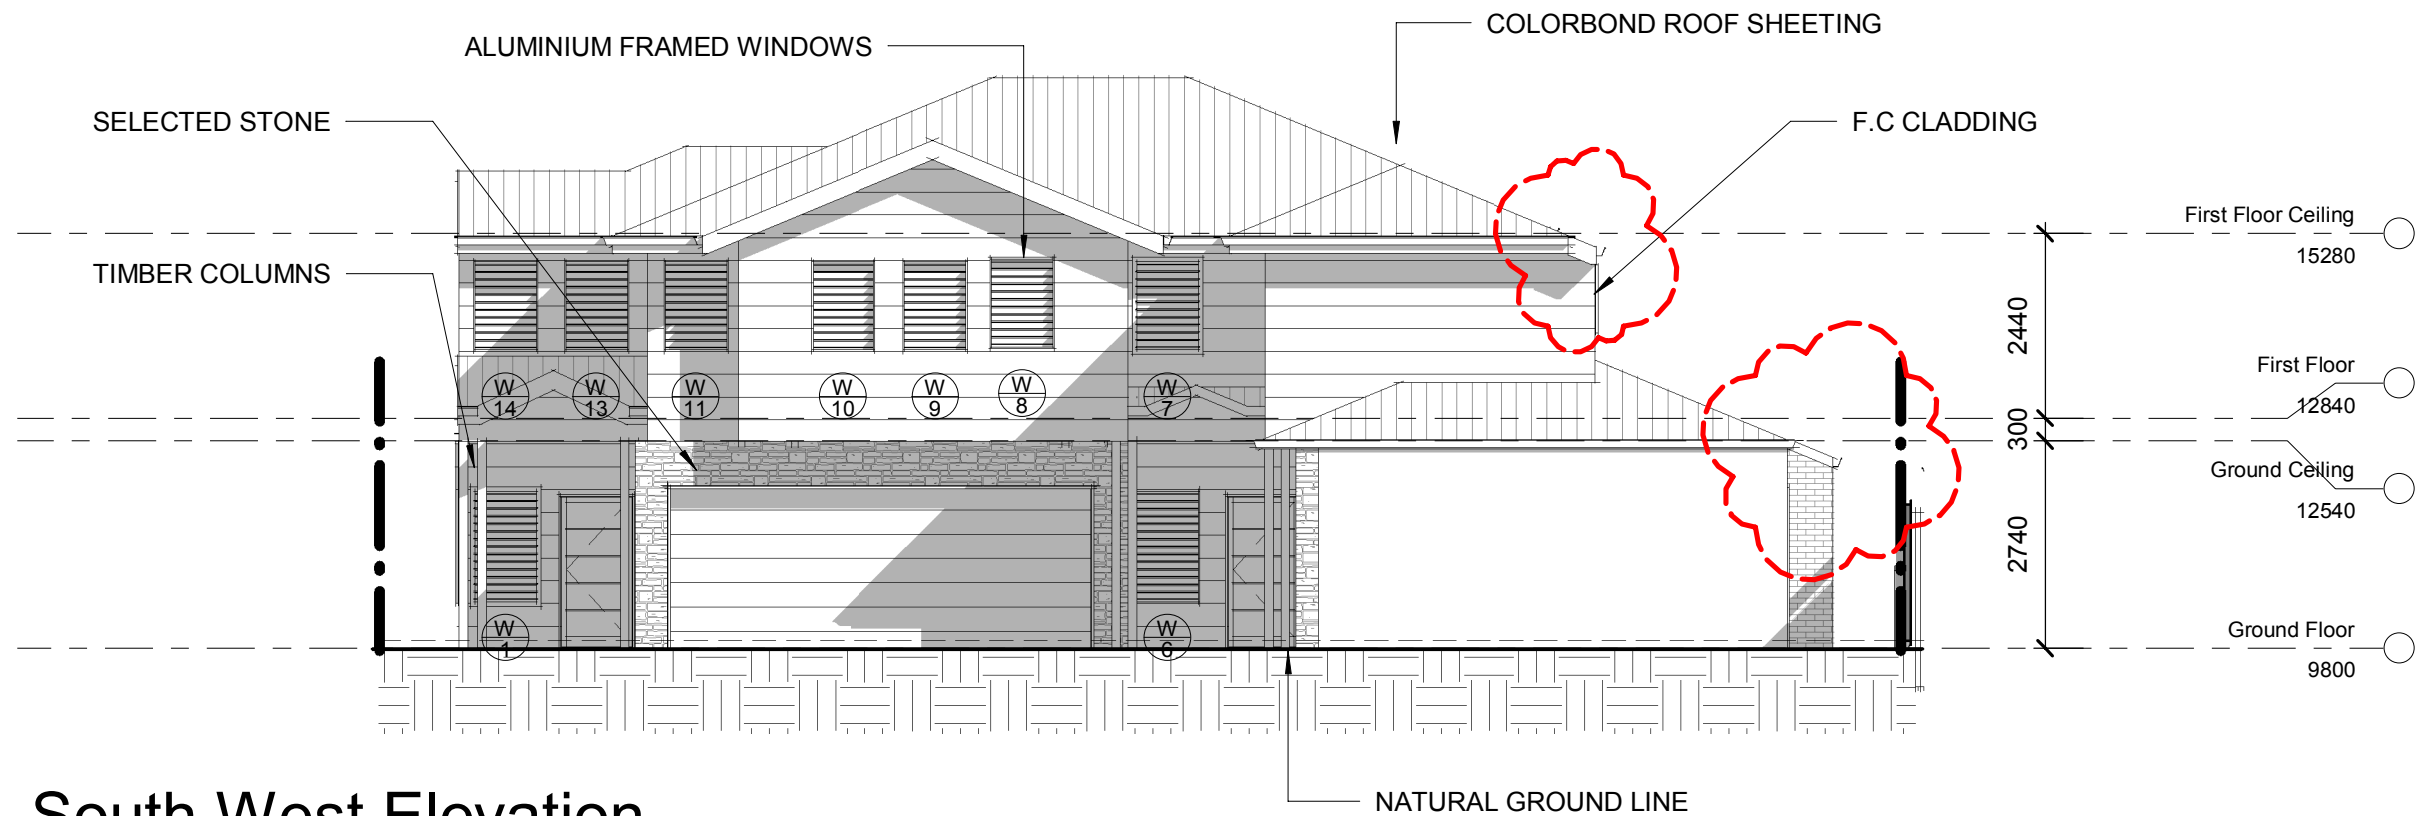 COLORBOND ROOF SHEETING
ALUMINIUM FRAMED WINDOWS
SELECTED STONE
F.C CLADDING
First Floor Ceiling
15280
TIMBER COLUMNS
2440
First Floor
12840
W
14
W
13
W
11
W
10
W
9
W
8
W
7
300
Ground Ceiling
12540
2740
W
1
W
6
Ground Floor
9800
NATURAL GROUND LINE
South West Elevation